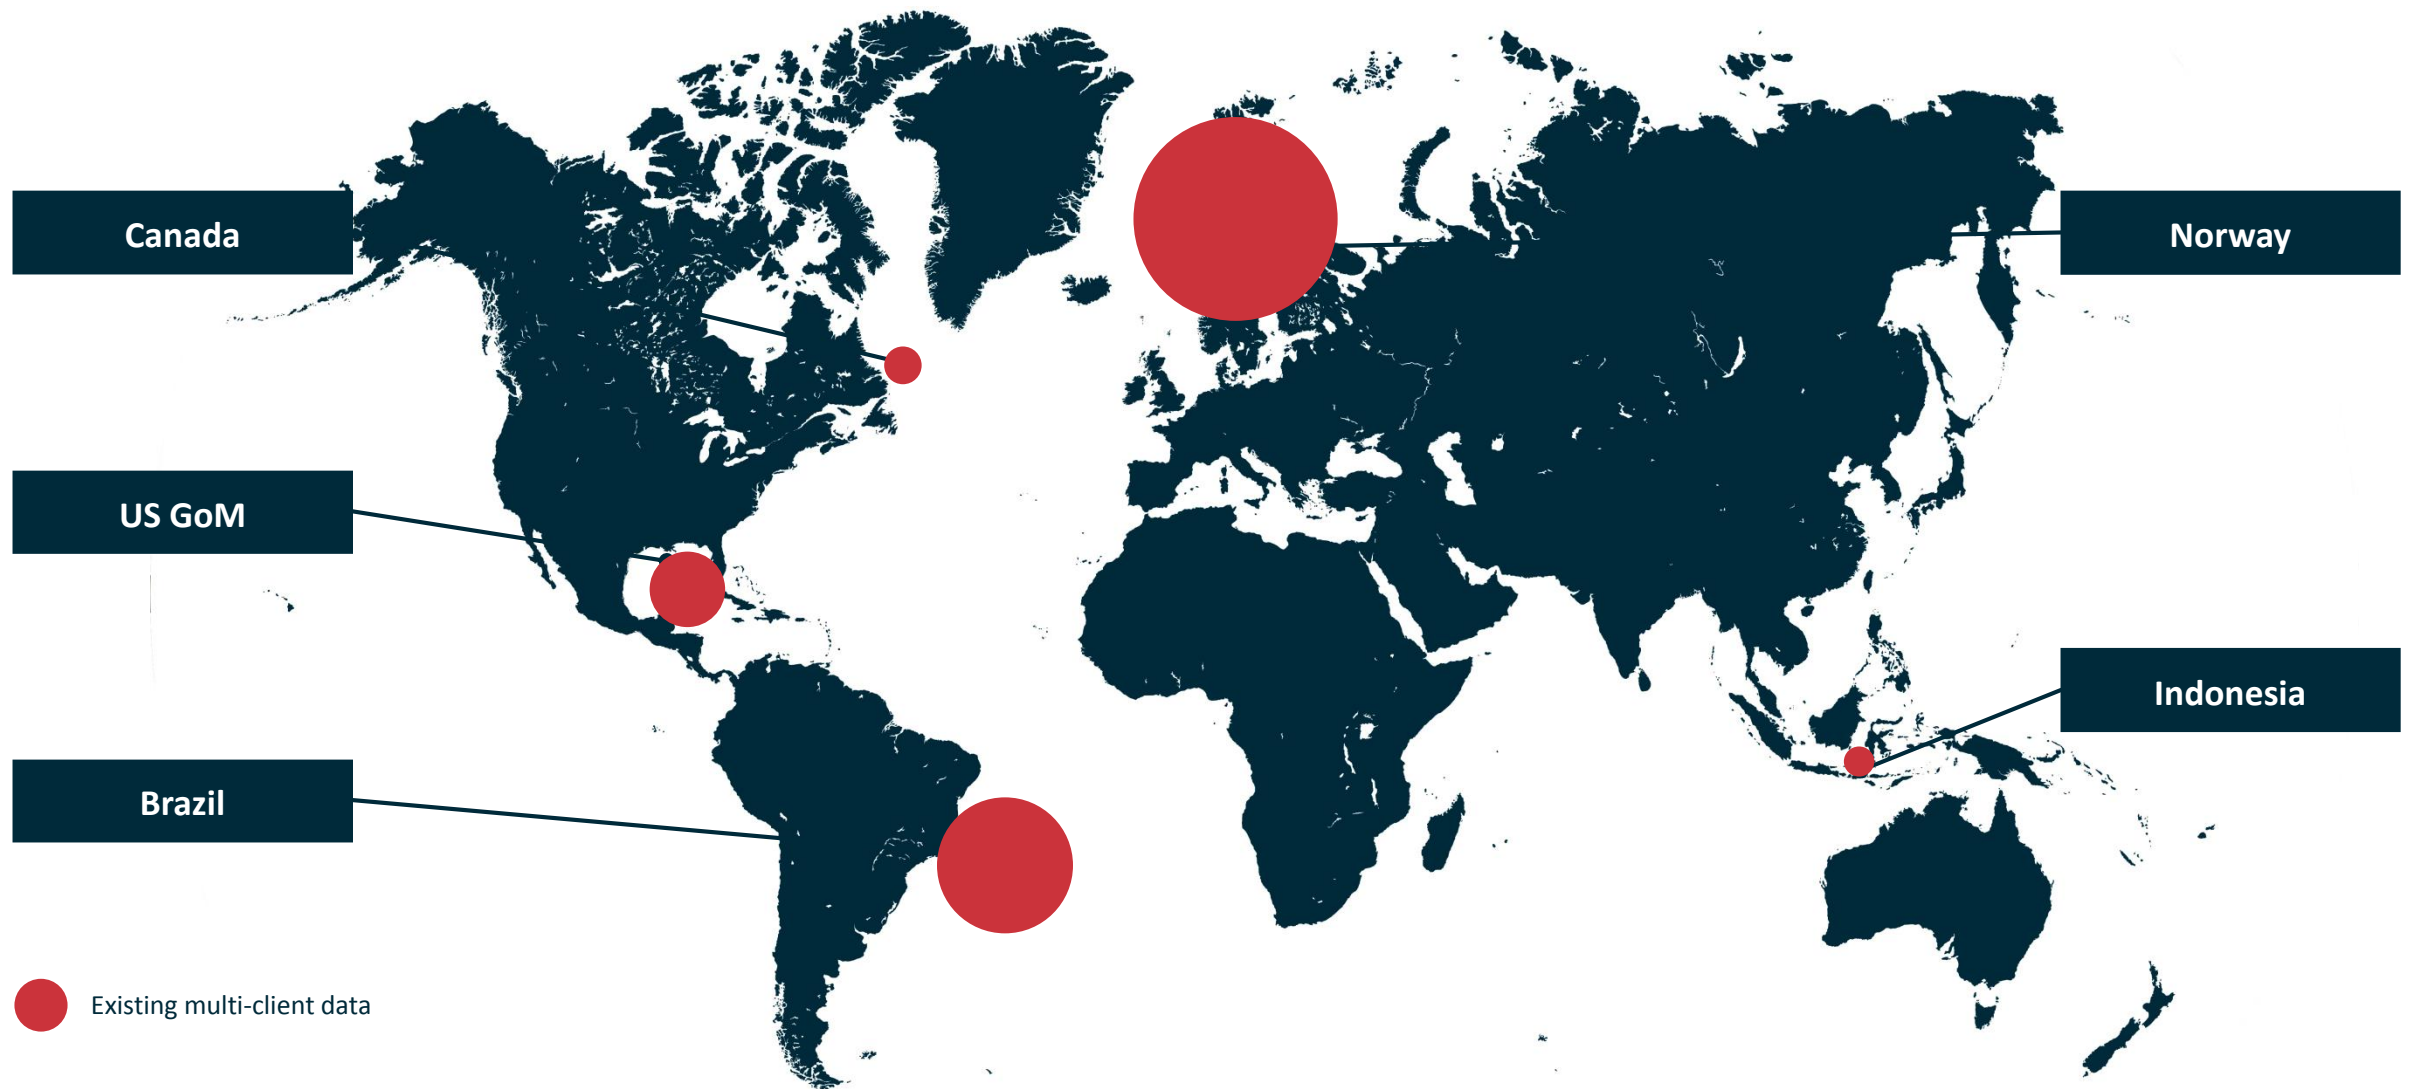 Canada
Norway
US GoM
Indonesia
Brazil
Existing multi-client data